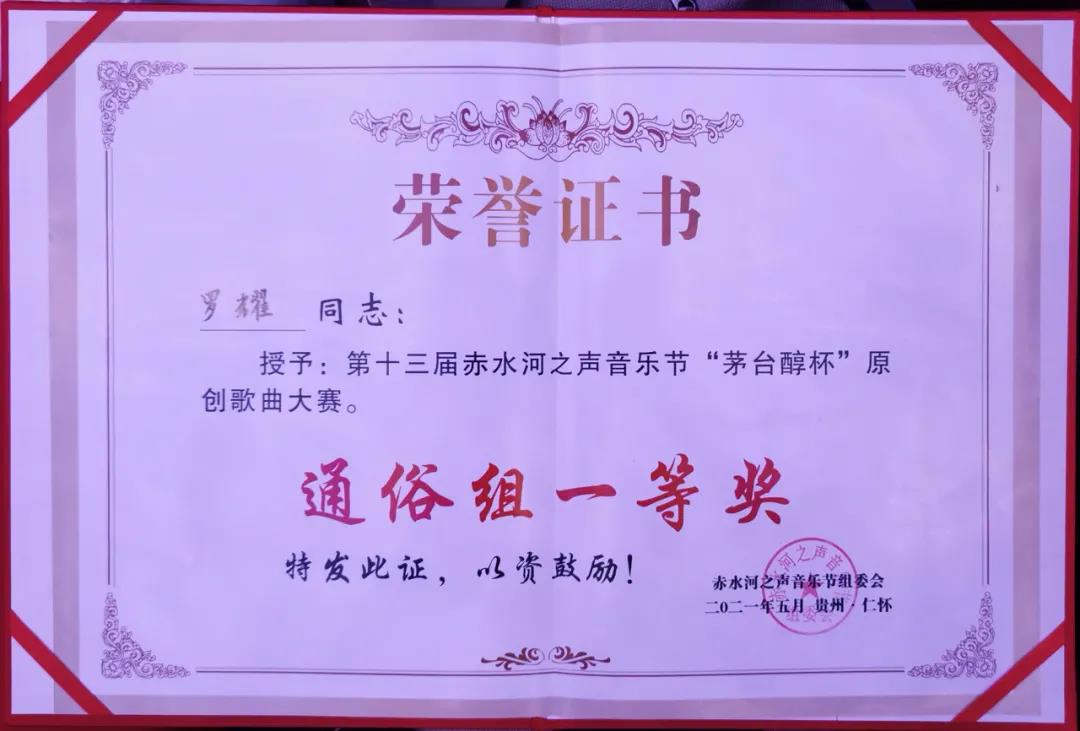 荣誉证书
罗耀 同志：
授予：第十三届赤水河之声音乐节“茅台醇杯”原
创歌曲大赛。
通俗组一等奖
特发此证，以资鼓励！
赤水河之声音乐节组委会
二〇二一年五月 贵州·仁怀